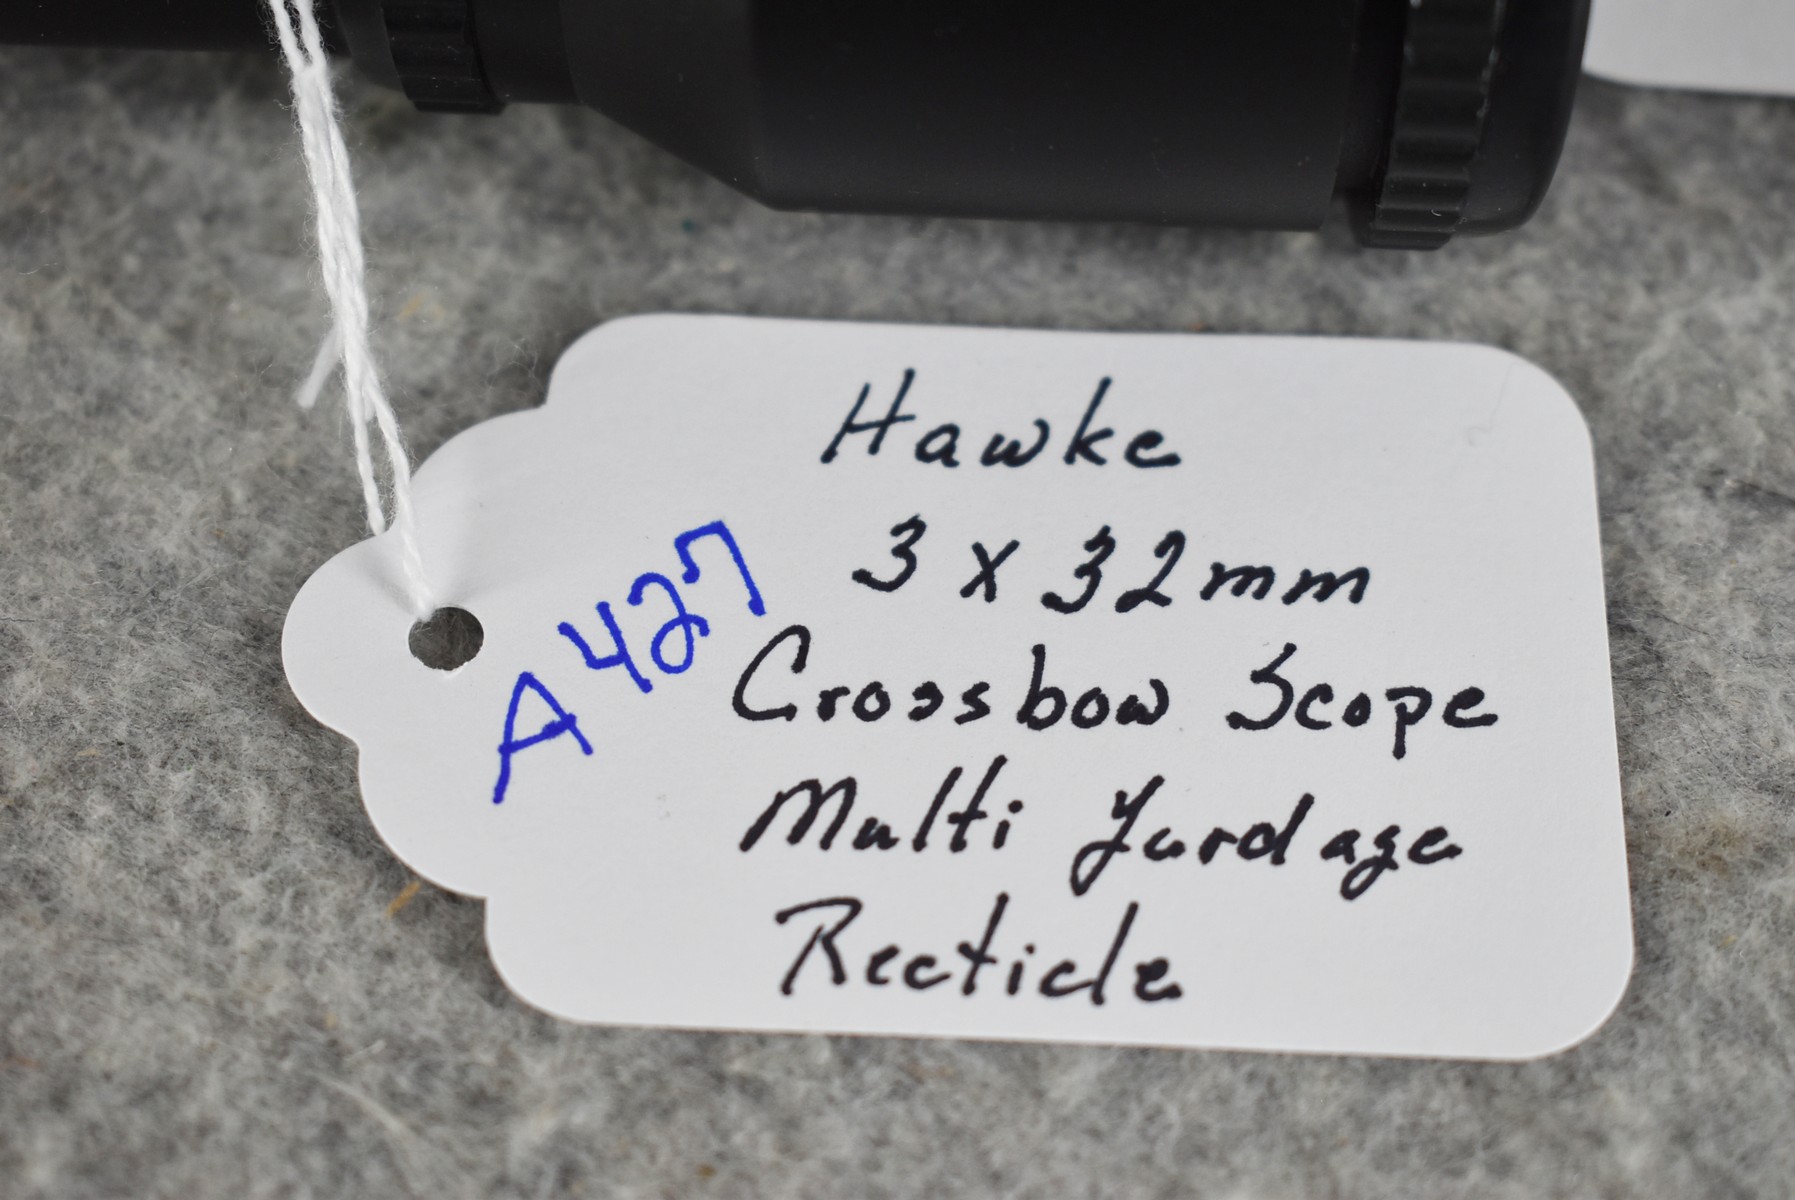 Hawke
3 x 32mm
A427
Crossbow Scope
Multi Yardage
Recticle